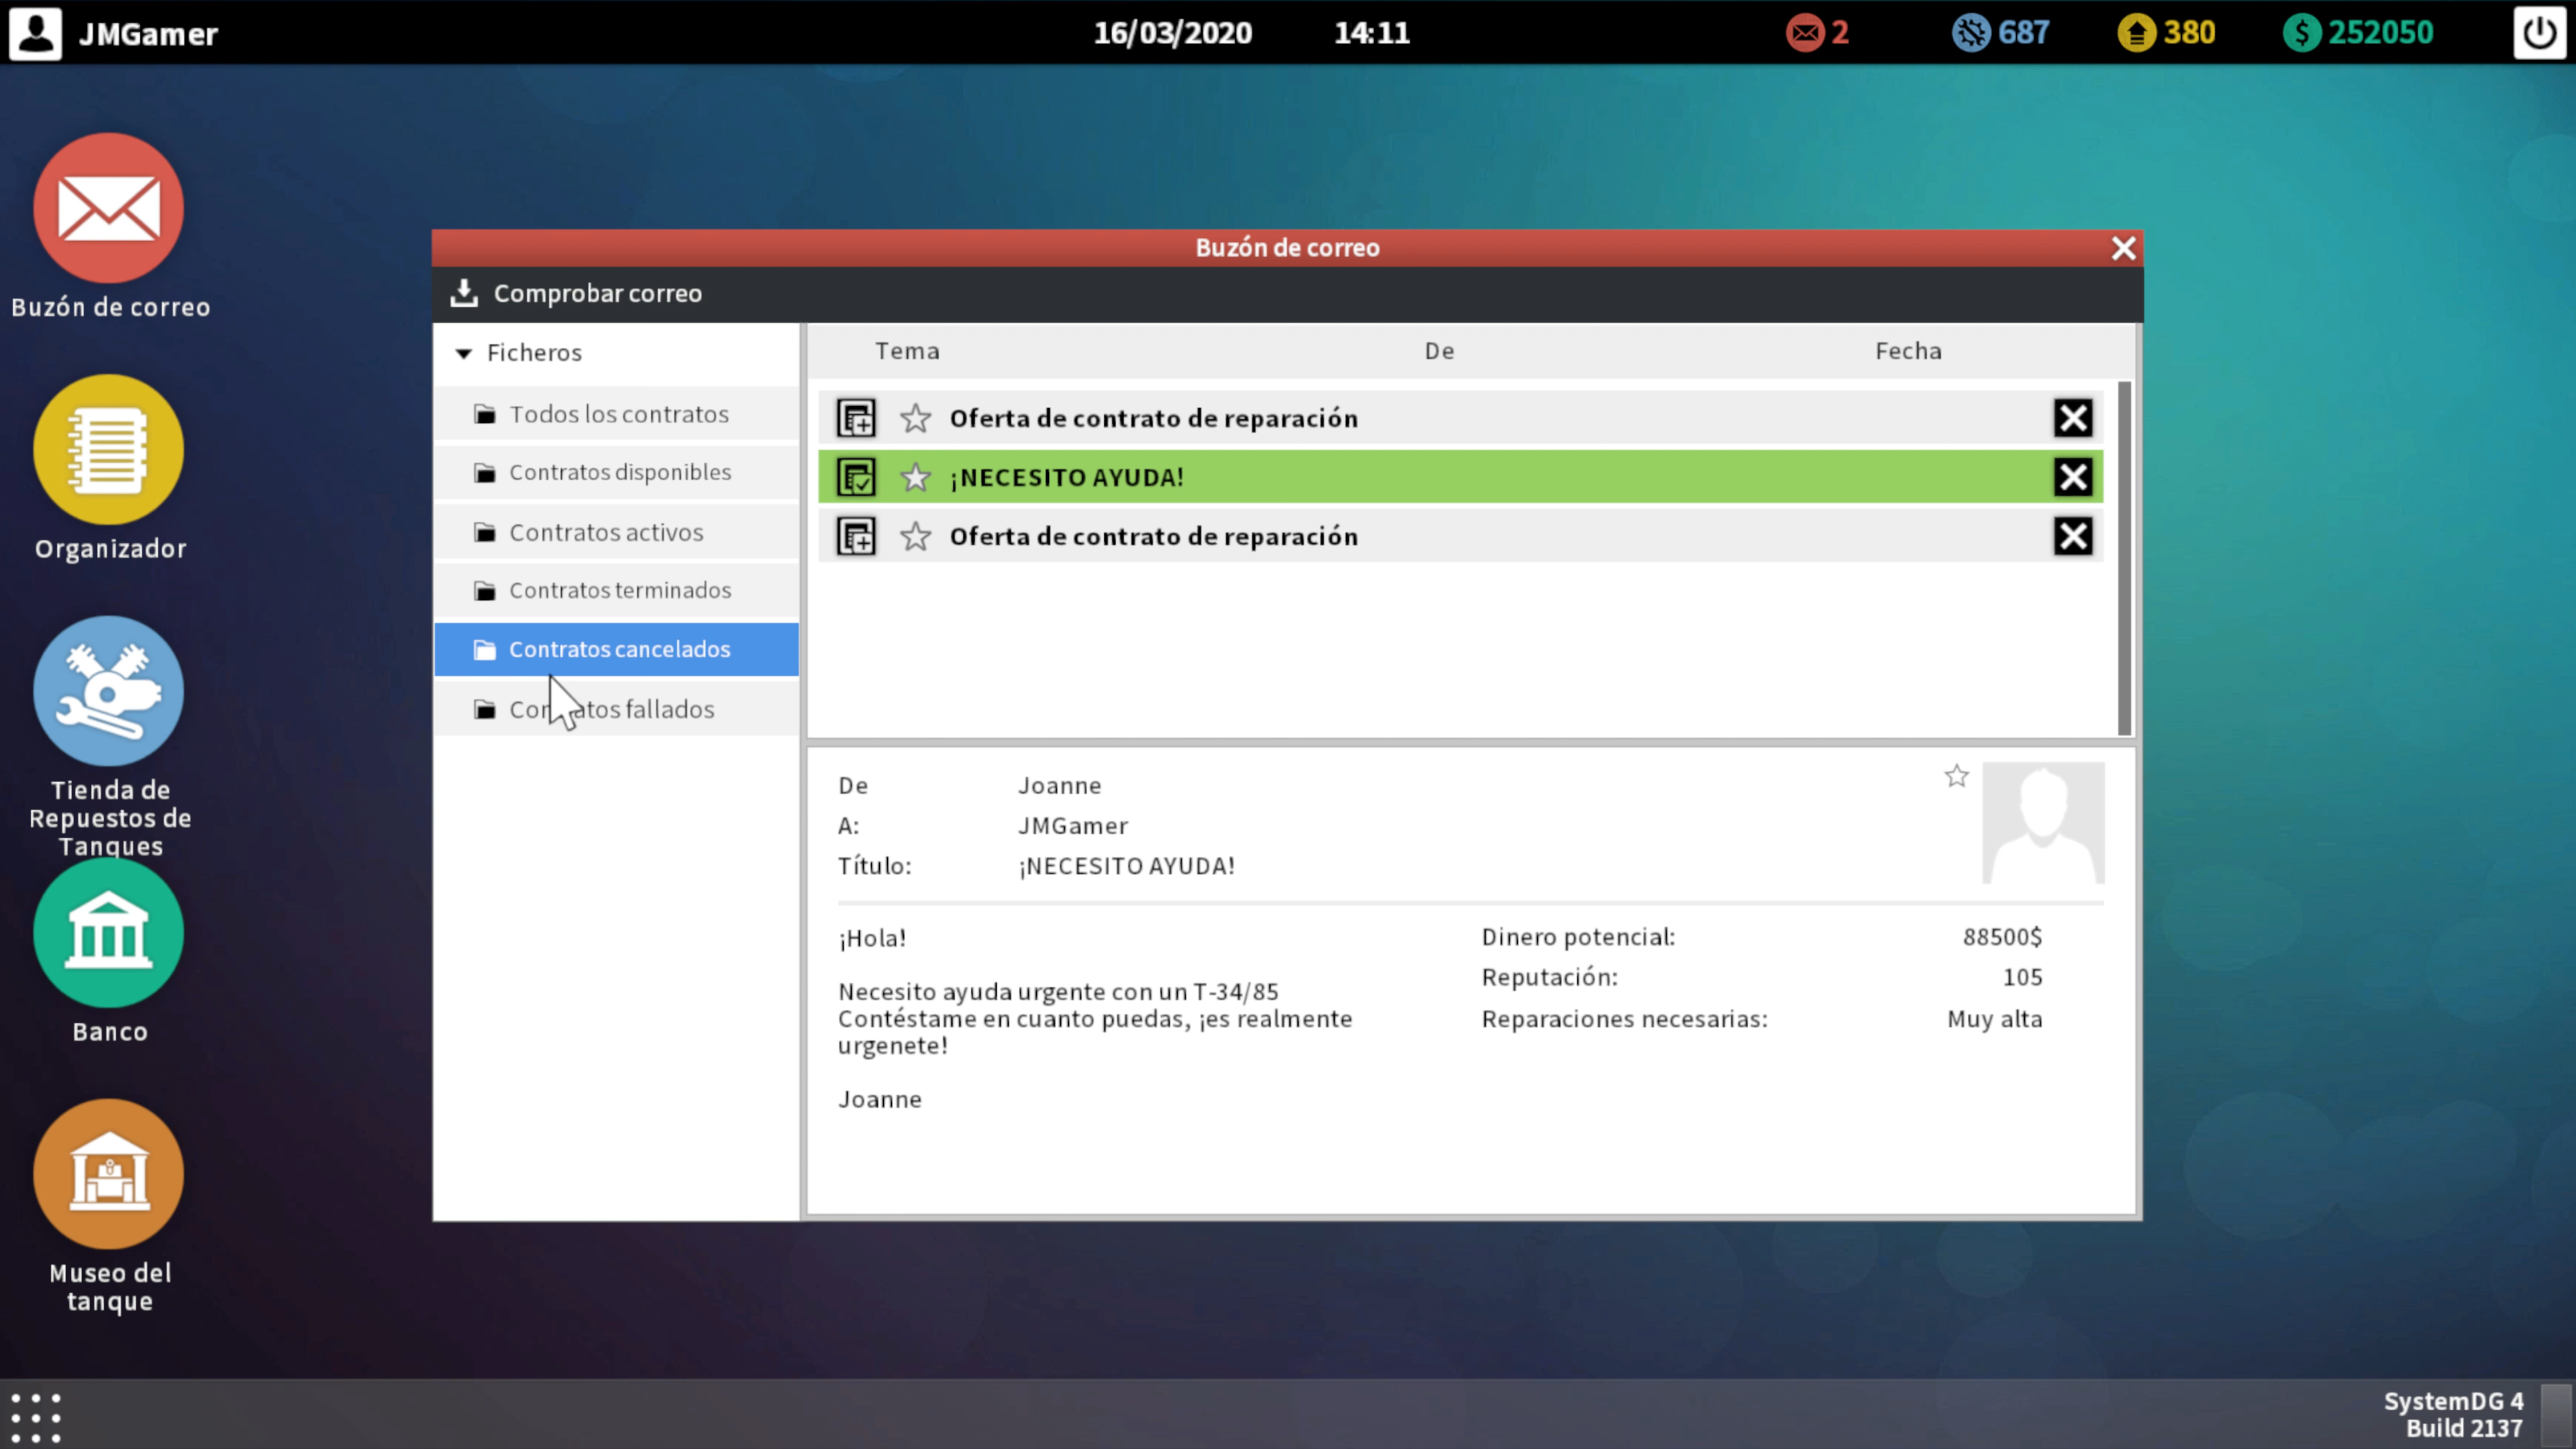 JMGamer
16/03/2020 14:11
2 687 380 252050
Buzón de correo
Organizador
Tienda de
Repuestos de
Tanques
Banco
Museo del
tanque
Buzón de correo
Comprobar correo
Ficheros
Todos los contratos
Contratos disponibles
Contratos activos
Contratos terminados
Contratos cancelados
Contratos fallados
Tema De Fecha
Oferta de contrato de reparación
¡NECESITO AYUDA!
Oferta de contrato de reparación
De Joanne
A: JMGamer
Título: ¡NECESITO AYUDA!
¡Hola!
Necesito ayuda urgente con un T-34/85
Contéstame en cuanto puedas, ¡es realmente
urgenete!
Joanne
Dinero potencial: 88500$
Reputación: 105
Reparaciones necesarias: Muy alta
SystemDG 4
Build 2137